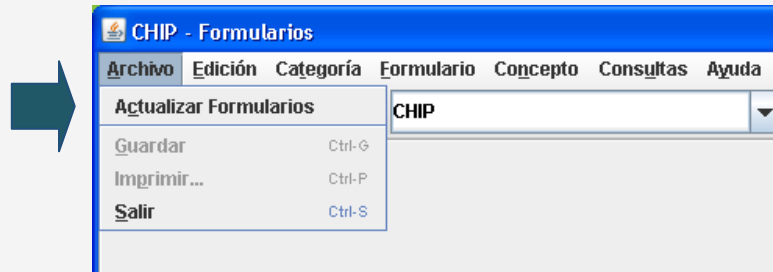 CHIP - Formularios
Archivo Edición Categoría Formulario Concepto Consultas Ayuda
Actualizar Formularios
CHIP
Guardar Ctrl-G
Imprimir... Ctrl-P
Salir Ctrl-S